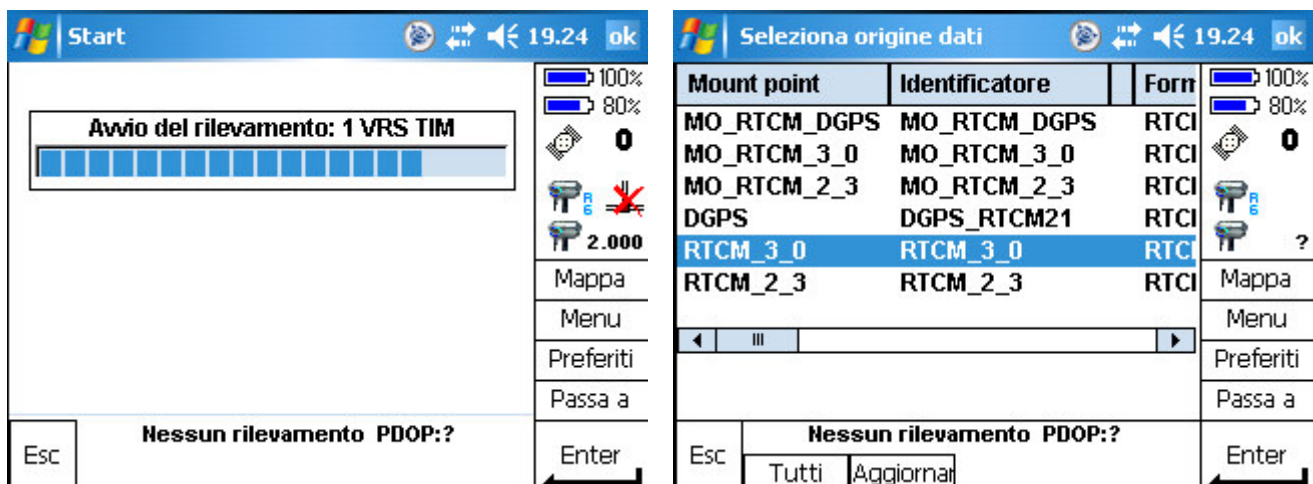 Start 19.24 ok
100%
80%
Avvio del rilevamento: 1 VRS TIM
0
R
6
2.000
Mappa
Menu
Preferiti
Passa a
Nessun rilevamento PDOP:?
Esc
Enter
Seleziona origine dati 19.24 ok
Mount point Identificatore Form
MO_RTCM_DGPS MO_RTCM_DGPS RTCI
MO_RTCM_3_0 MO_RTCM_3_0 RTCI
MO_RTCM_2_3 MO_RTCM_2_3 RTCI
DGPS DGPS_RTCM21 RTCI
RTCM_3_0 RTCM_3_0 RTCI
RTCM_2_3 RTCM_2_3 RTCI
100%
80%
0
R
6
?
Mappa
Menu
Preferiti
Passa a
Nessun rilevamento PDOP:?
Esc
Tutti Aggiornar
Enter